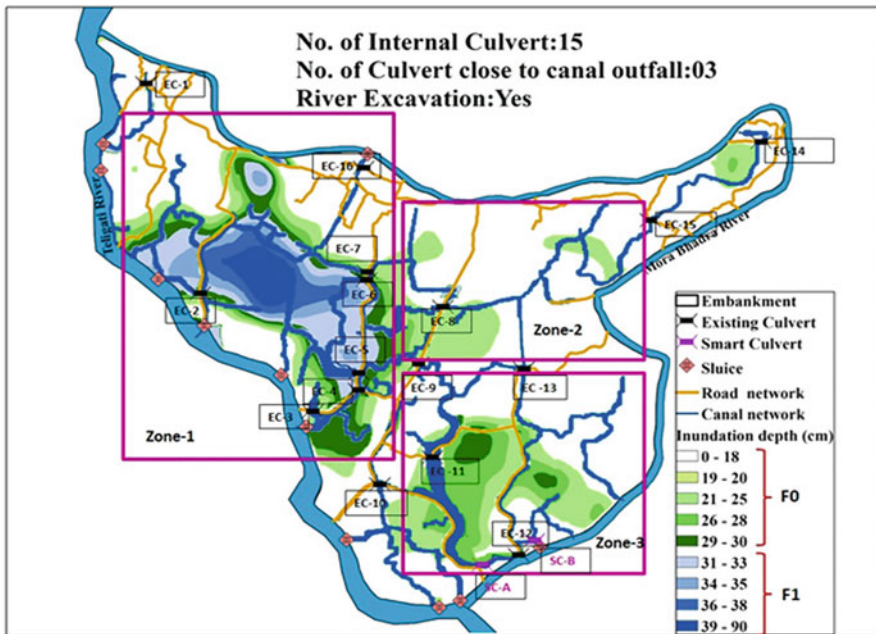 No. of Internal Culvert:15
No. of Culvert close to canal outfall:03
River Excavation:Yes
EC-1
EC-14
EC-16
Teligati River
EC-15
Mora Bhadra River
EC-7
EC-6
EC-2
EC-8
Zone-2
EC-5
EC-4
EC-9
EC -13
EC-3
Zone-1
EC -11
EC-10
EC-12
Zone-3
SC-B
SC-A
Embankment
Existing Culvert
Smart Culvert
Sluice
Road network
Canal network
Inundation depth (cm)
0 - 18
19 - 20
21 - 25
26 - 28
29 - 30
F0
31 - 33
34 - 35
36 - 38
39 - 90
F1